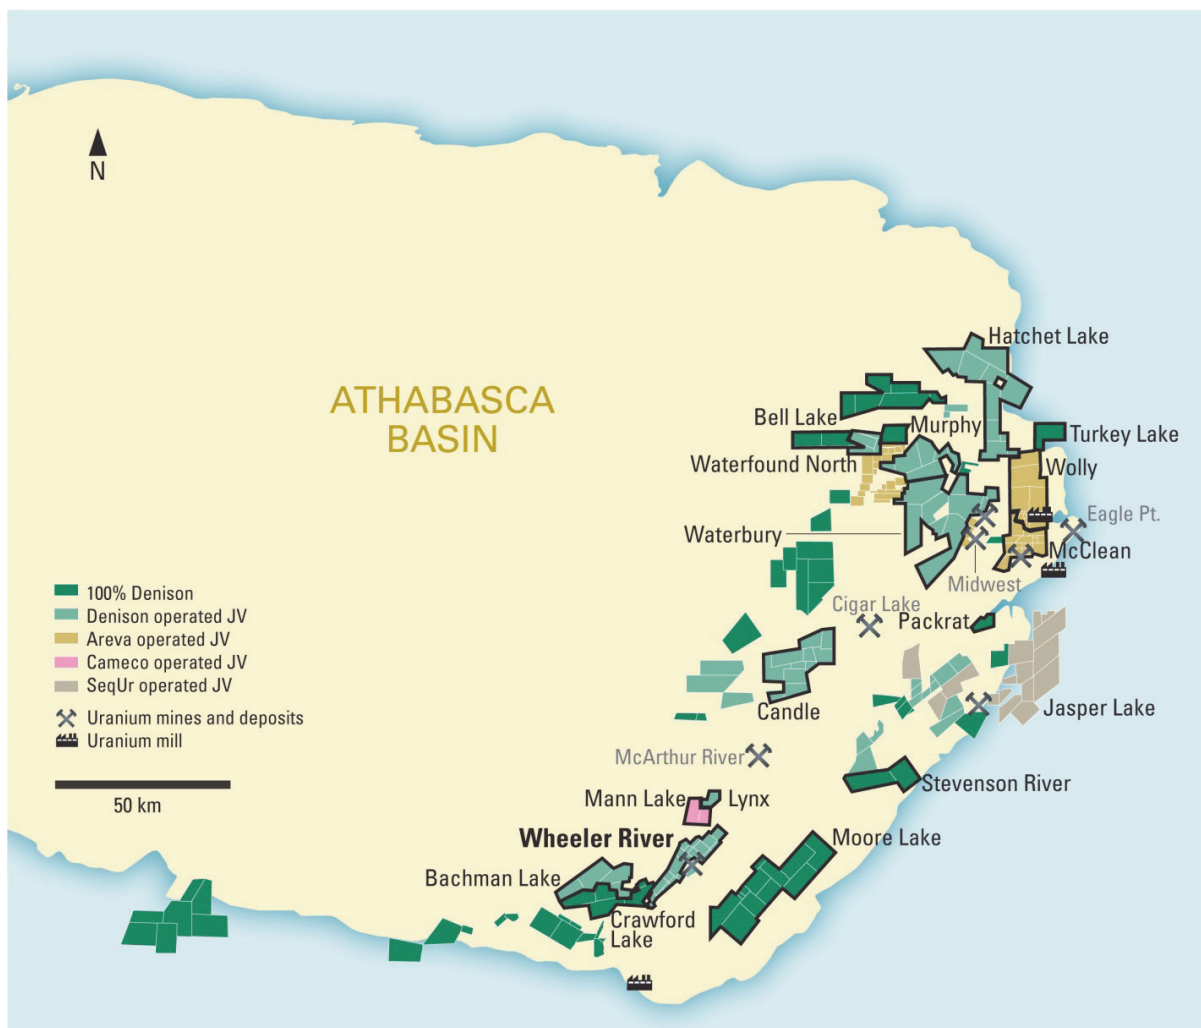 N
Hatchet Lake
ATHABASCA
BASIN
Bell Lake
Murphy
Turkey Lake
Waterfound North
Wolly
Eagle Pt.
Waterbury
McClean
Midwest
100% Denison
Denison operated JV
Areva operated JV
Cameco operated JV
SeqUr operated JV
Uranium mines and deposits
Uranium mill
50 km
Cigar Lake
Packrat
Candle
Jasper Lake
McArthur River
Stevenson River
Mann Lake
Lynx
Wheeler River
Moore Lake
Bachman Lake
Crawford
Lake